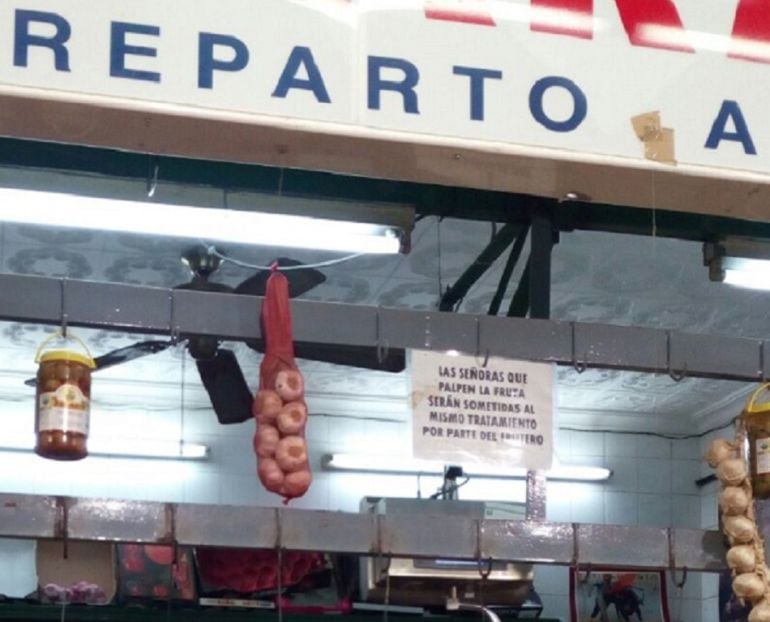 REPARTO A
LAS SEÑORAS QUE
PALPEN LA FRUTA
SERÁN SOMETIDAS AL
MISMO TRATAMIENTO
POR PARTE DEL FRUTERO